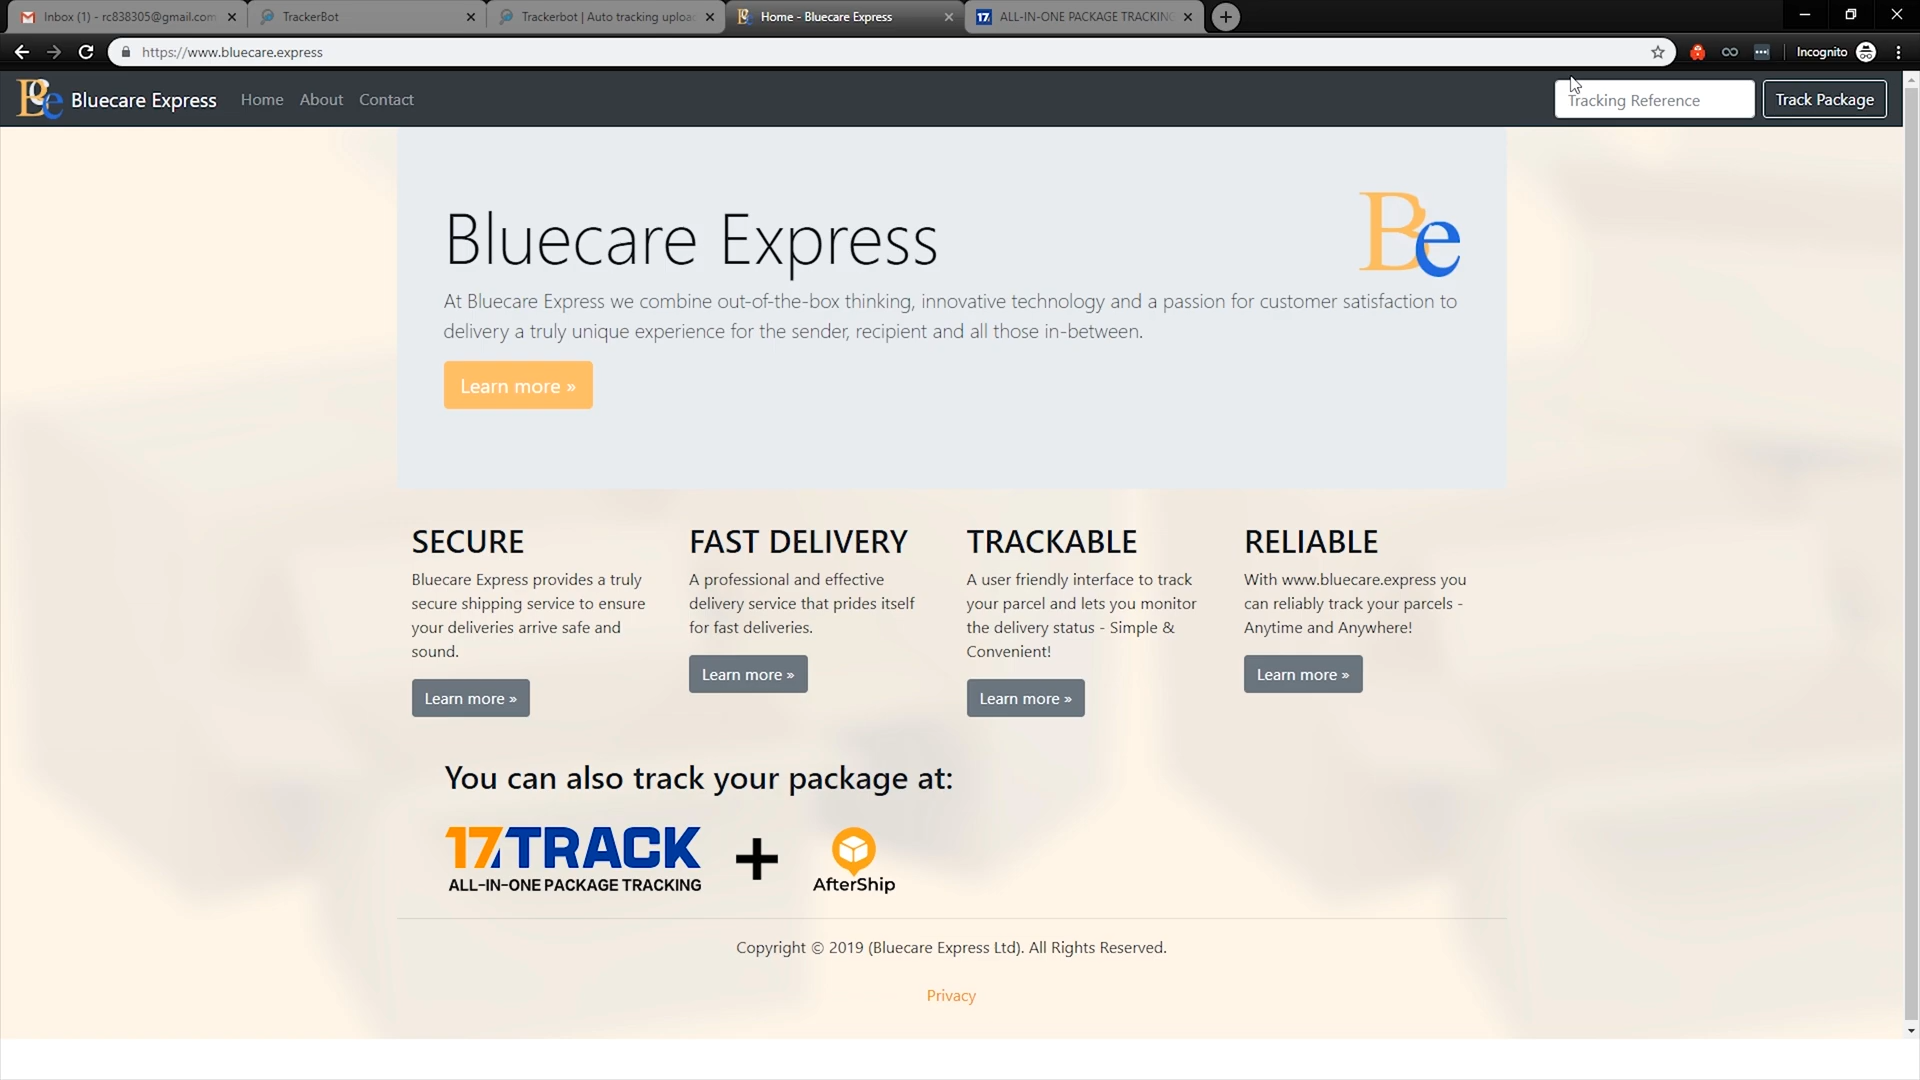 Inbox (1) - rc838305@gmail.com
TrackerBot
Trackerbot | Auto tracking uploa
Home - Bluecare Express
17 ALL-IN-ONE PACKAGE TRACKING
https://www.bluecare.express
Incognito
Be Bluecare Express
Home
About
Contact
Tracking Reference
Track Package
Bluecare Express
Be
At Bluecare Express we combine out-of-the-box thinking, innovative technology and a passion for customer satisfaction to
delivery a truly unique experience for the sender, recipient and all those in-between.
Learn more »
SECURE
Bluecare Express provides a truly
secure shipping service to ensure
your deliveries arrive safe and
sound.
Learn more »
FAST DELIVERY
A professional and effective
delivery service that prides itself
for fast deliveries.
Learn more »
TRACKABLE
A user friendly interface to track
your parcel and lets you monitor
the delivery status - Simple &
Convenient!
Learn more »
RELIABLE
With www.bluecare.express you
can reliably track your parcels -
Anytime and Anywhere!
Learn more »
You can also track your package at:
17TRACK
ALL-IN-ONE PACKAGE TRACKING
+
AfterShip
Copyright © 2019 (Bluecare Express Ltd). All Rights Reserved.
Privacy